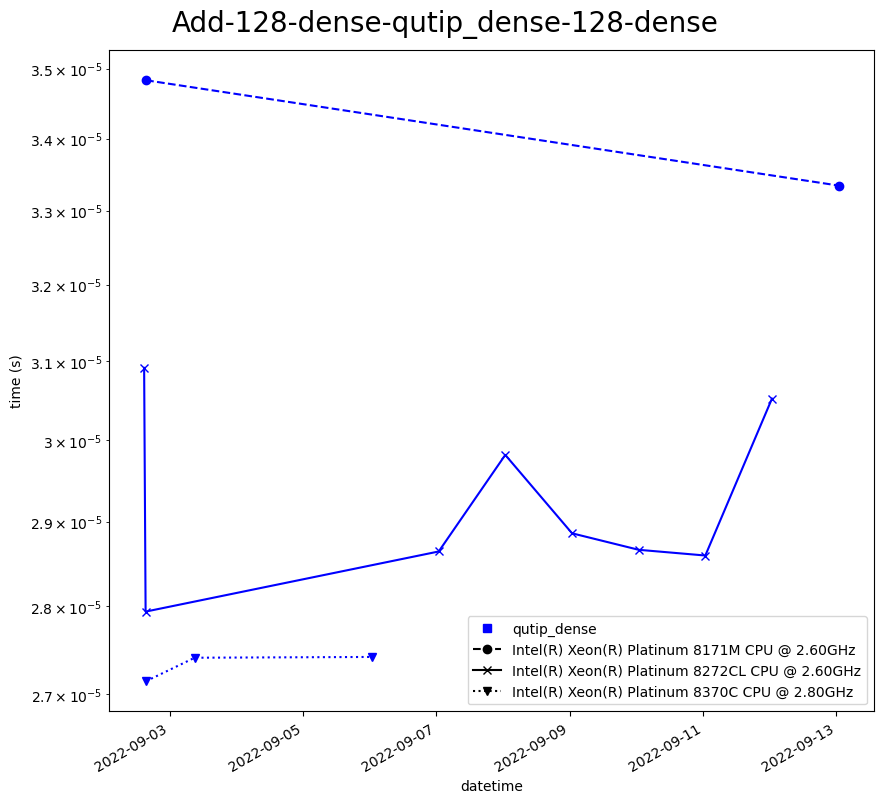 Add-128-dense-qutip_dense-128-dense
3.5 × 10⁻⁵
3.4 × 10⁻⁵
3.3 × 10⁻⁵
3.2 × 10⁻⁵
3.1 × 10⁻⁵
3 × 10⁻⁵
2.9 × 10⁻⁵
2.8 × 10⁻⁵
2.7 × 10⁻⁵
time (s)
qutip_dense
Intel(R) Xeon(R) Platinum 8171M CPU @ 2.60GHz
Intel(R) Xeon(R) Platinum 8272CL CPU @ 2.60GHz
Intel(R) Xeon(R) Platinum 8370C CPU @ 2.80GHz
2022-09-03
2022-09-05
2022-09-07
2022-09-09
2022-09-11
2022-09-13
datetime